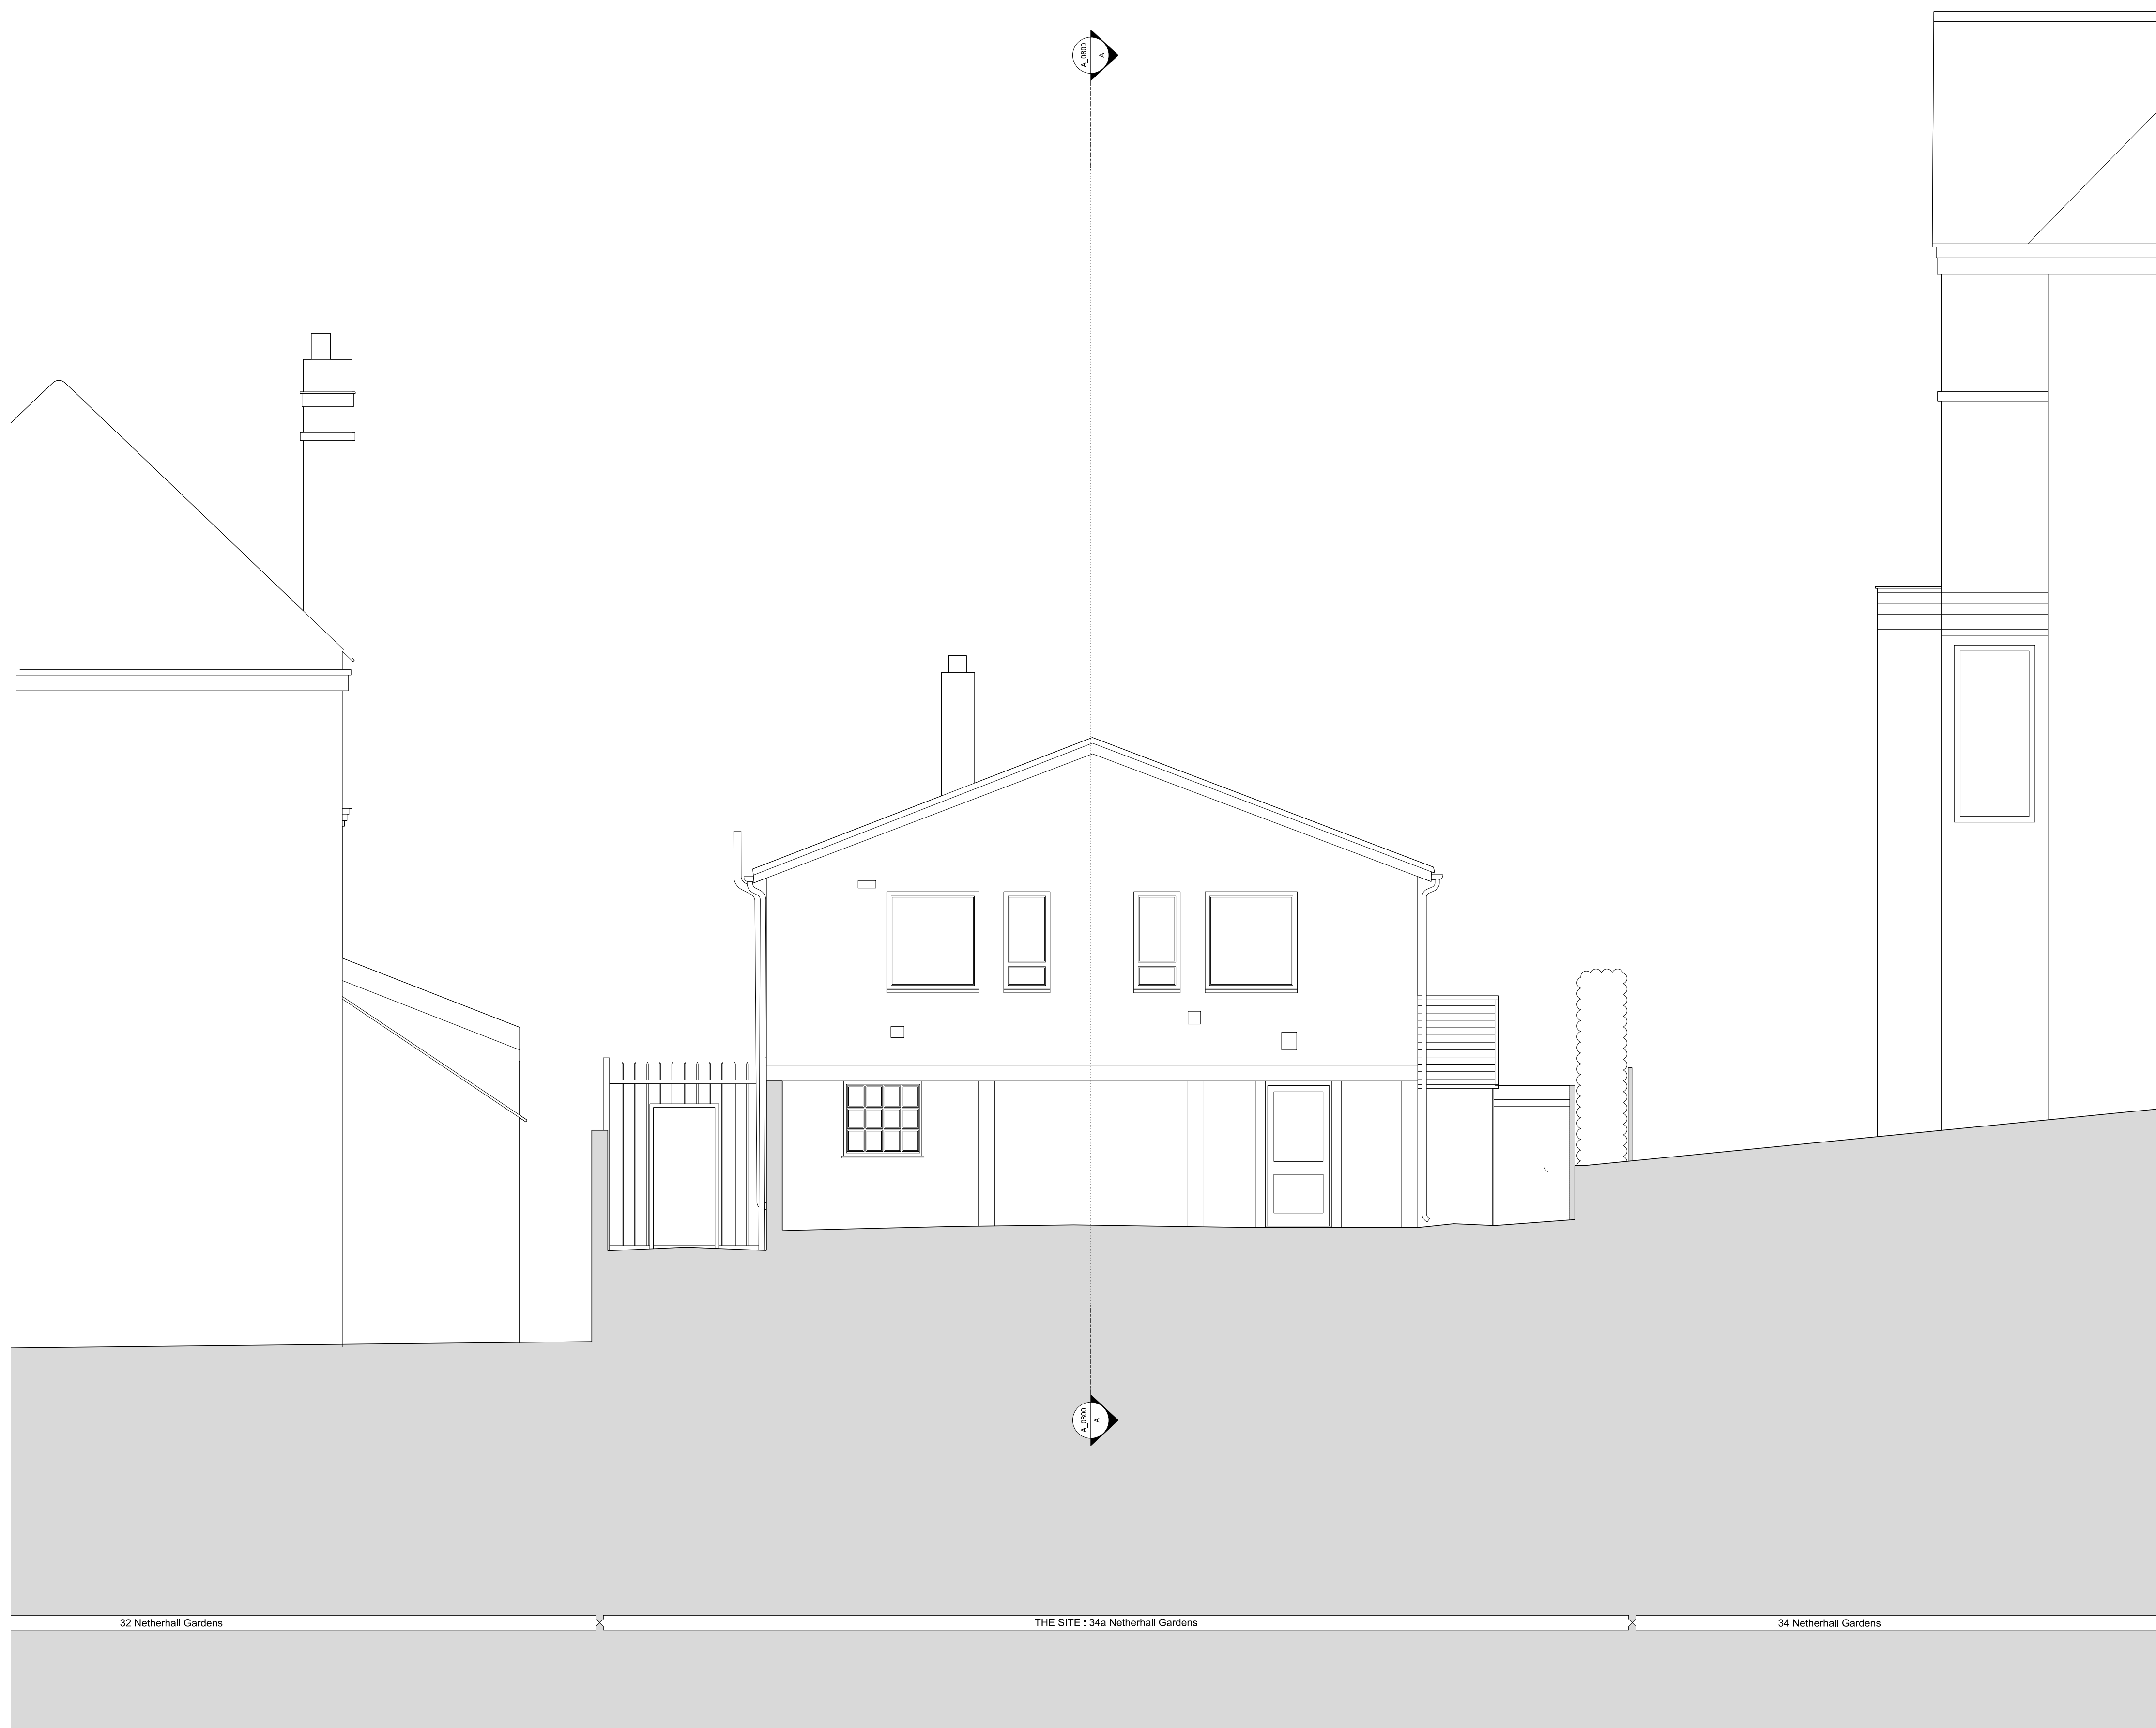 A_0800
A
A_0800
A
32 Netherhall Gardens
THE SITE : 34a Netherhall Gardens
34 Netherhall Gardens